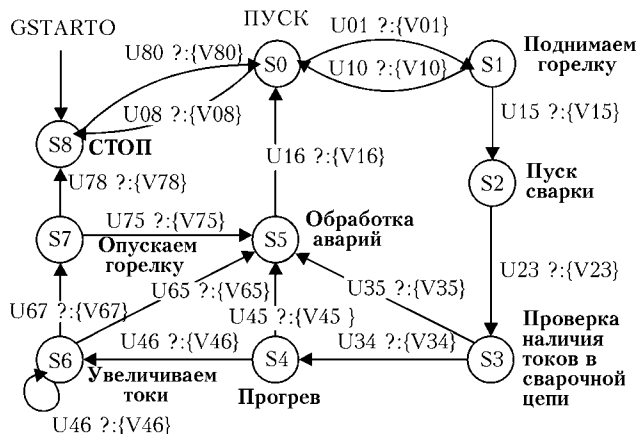 ПУСК
GSTARTO
U01 ?:{V01}
U80 ?:{V80}
S0
U10 ?:{V10}
S1
Поднимаем
горелку
U08 ?:{V08}
U15 ?:{V15}
S8
СТОП
U16 ?:{V16}
U78 ?:{V78}
S2
Пуск
сварки
U75 ?:{V75}
S7
Опускаем
горелку
S5
Обработка
аварий
U23 ?:{V23}
U65 ?:{V65}
U35 ?:{V35}
U67 ?:{V67}
U45 ?:{V45 }
U46 ?:{V46}
U34 ?:{V34}
S6
Увеличиваем
токи
S4
Прогрев
S3
Проверка
наличия
токов в
сварочной
цепи
U46 ?:{V46}